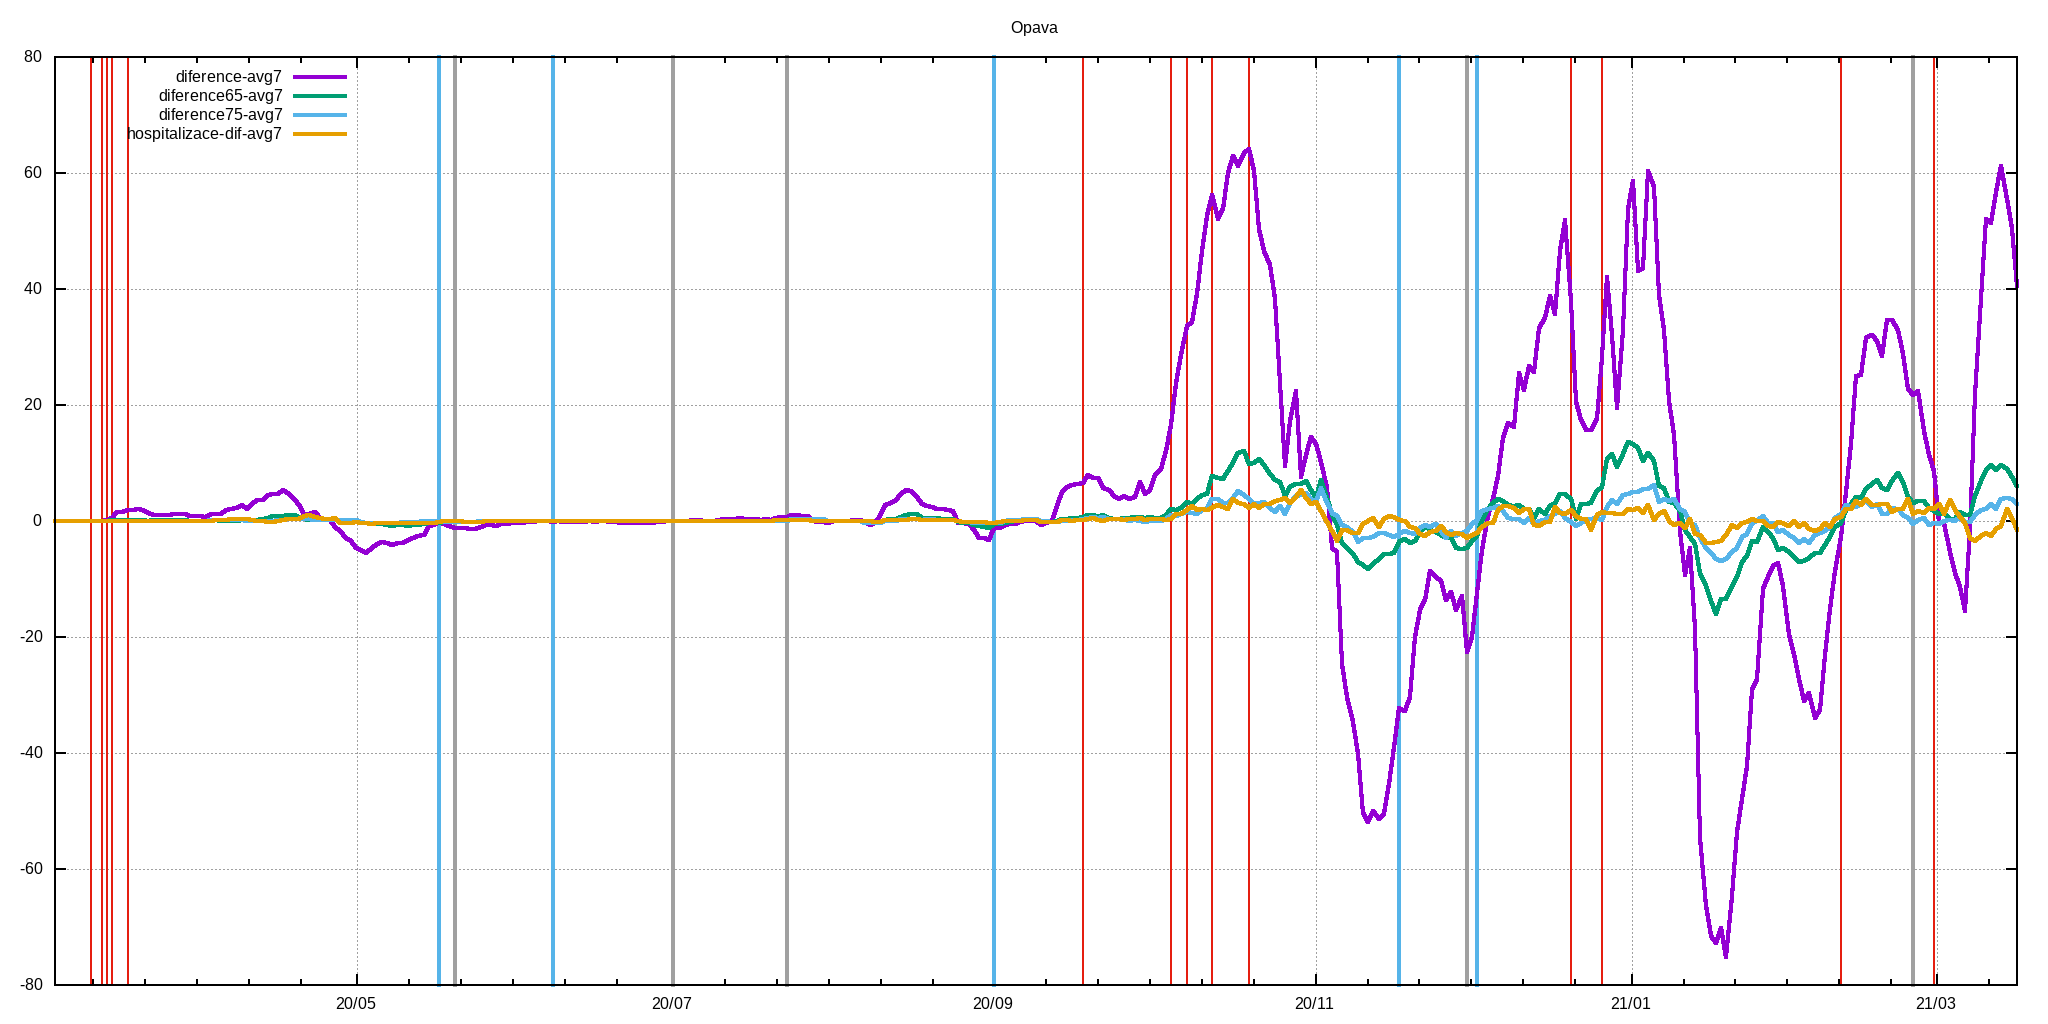 Opava
diference-avg7
diference65-avg7
diference75-avg7
hospitalizace-dif-avg7
80
60
40
20
0
-20
-40
-60
-80
20/05 20/07 20/09 20/11 21/01 21/03